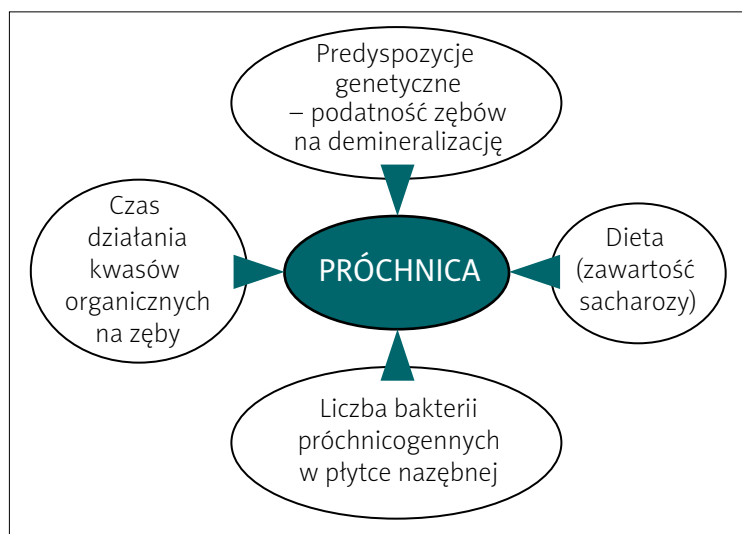 Predyspozycje
genetyczne
– podatność zębów
na demineralizację
Czas
działania
kwasów
organicznych
na zęby
PRÓCHNICA
Dieta
(zawartość
sacharozy)
Liczba bakterii
próchnicogennych
w płytce nazębnej